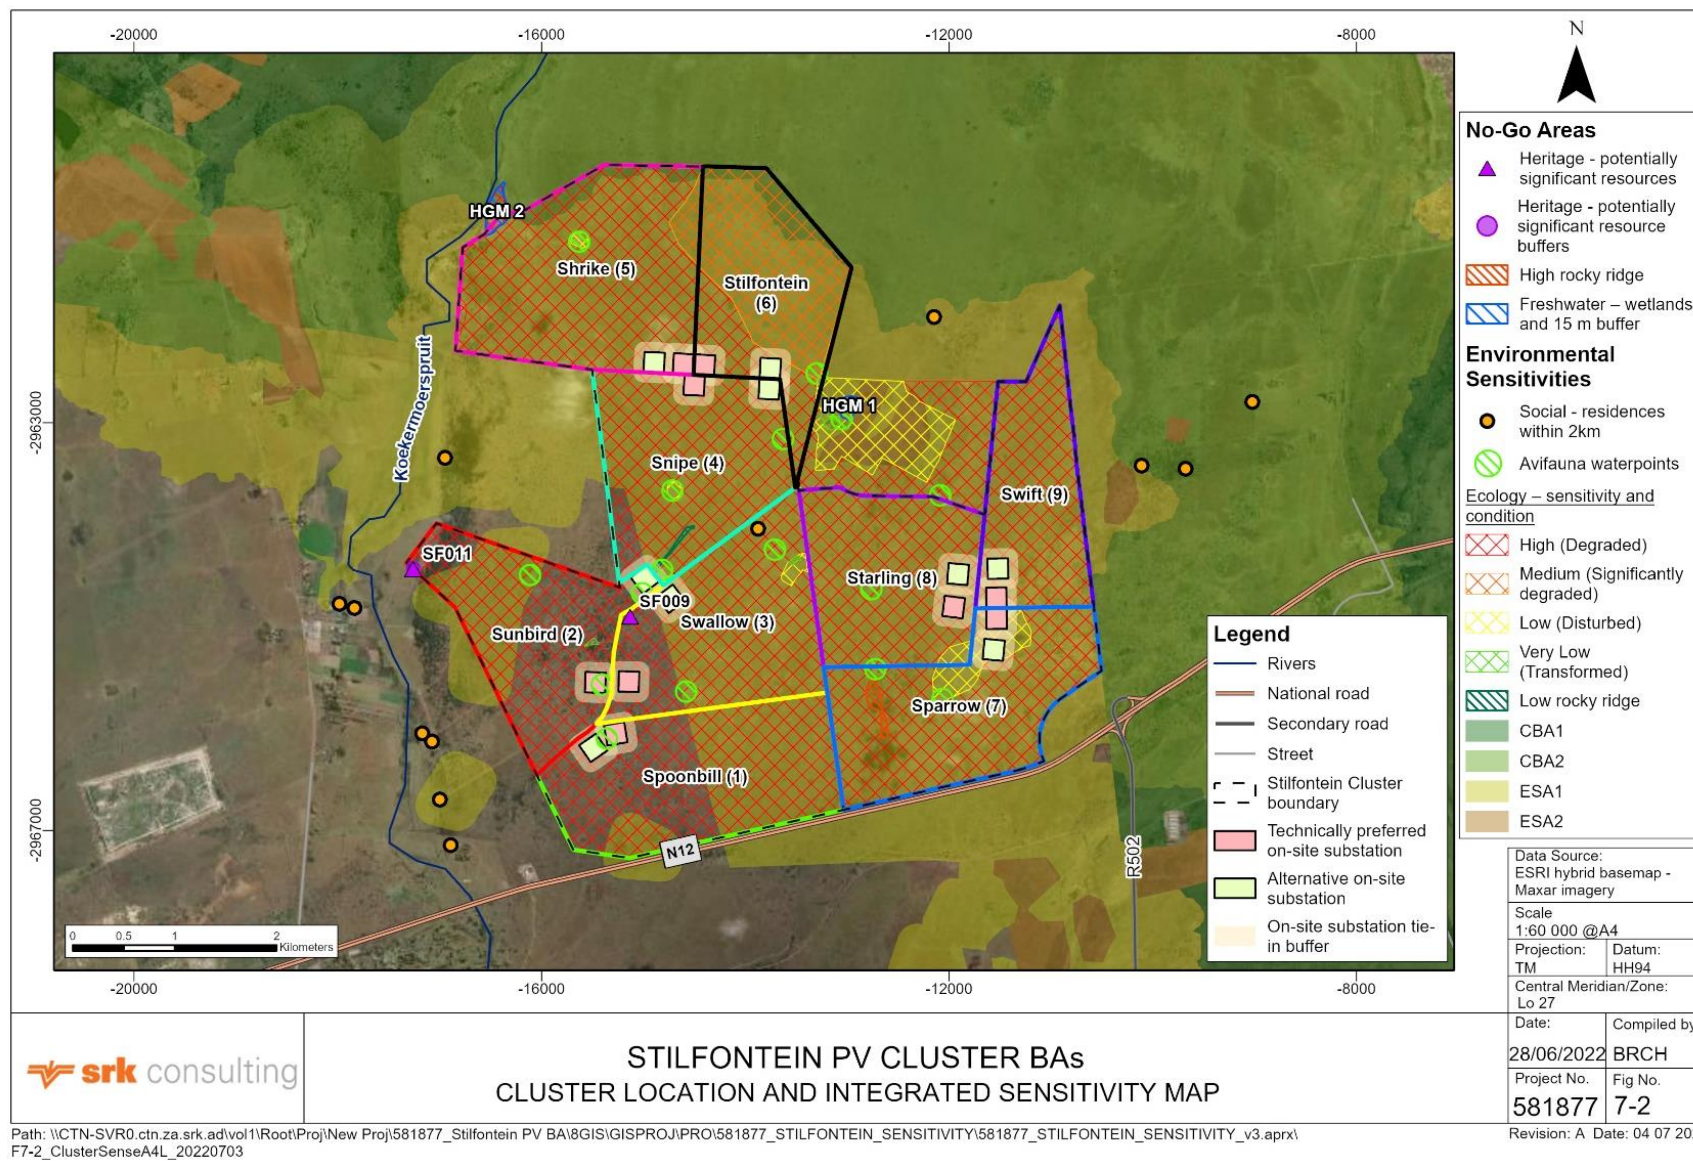 -20000
-16000
-12000
-8000
N
-2963000
-2967000
HGM 2
Shrike (5)
Stilfontein
(6)
Koekermoerspruit
HGM 1
Snipe (4)
Swift (9)
SF011
Starling (8)
SF009
Swallow (3)
Sunbird (2)
Sparrow (7)
Spoonbill (1)
N12
R502
0 0.5 1 2
Kilometers
-20000
-16000
-12000
-8000
Legend
Rivers
National road
Secondary road
Street
Stilfontein Cluster
boundary
Technically preferred
on-site substation
Alternative on-site
substation
On-site substation tie-
in buffer
No-Go Areas
Heritage - potentially
significant resources
Heritage - potentially
significant resource
buffers
High rocky ridge
Freshwater – wetlands
and 15 m buffer
Environmental
Sensitivities
Social - residences
within 2km
Avifauna waterpoints
Ecology – sensitivity and
condition
High (Degraded)
Medium (Significantly
degraded)
Low (Disturbed)
Very Low
(Transformed)
Low rocky ridge
CBA1
CBA2
ESA1
ESA2
Data Source:
ESRI hybrid basemap -
Maxar imagery
Scale
1:60 000 @A4
Projection:
TM
Datum:
HH94
Central Meridian/Zone:
Lo 27
Date:
28/06/2022
Compiled by
BRCH
Project No.
581877
Fig No.
7-2
srk consulting
STILFONTEIN PV CLUSTER BAs
CLUSTER LOCATION AND INTEGRATED SENSITIVITY MAP
Path: \\CTN-SVR0.ctn.za.srk.ad\vol1\Root\Proj\New Proj\581877_Stilfontein PV BA\8GIS\GISPROJ\PRO\581877_STILFONTEIN_SENSITIVITY\581877_STILFONTEIN_SENSITIVITY_v3.aprx\
F7-2_ClusterSenseA4L_20220703
Revision: A Date: 04 07 20